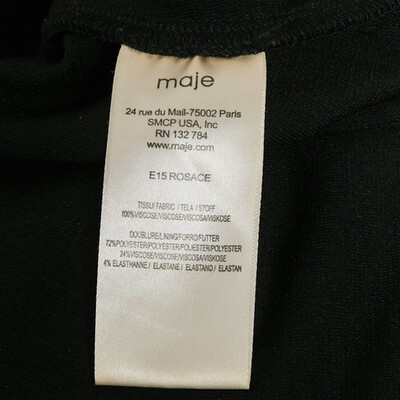 maje
24 rue du Mail-75002 Paris
SMCP USA, Inc
RN 132 784
www.maje.com
E15 ROSACE
TISSU/ FABRIC / TELA / STOFF
100%VISCOSE/VISCOSE/VISCOSA/VISKOSE
DOUBLURE/LINING/FORRO/FUTTER
72%POLYESTER/POLYESTER/POLIESTER/POLYESTER
24%VISCOSE/VISCOSE/VISCOSA/VISKOSE
4% ELASTHANNE / ELASTANE / ELASTANO / ELASTAN